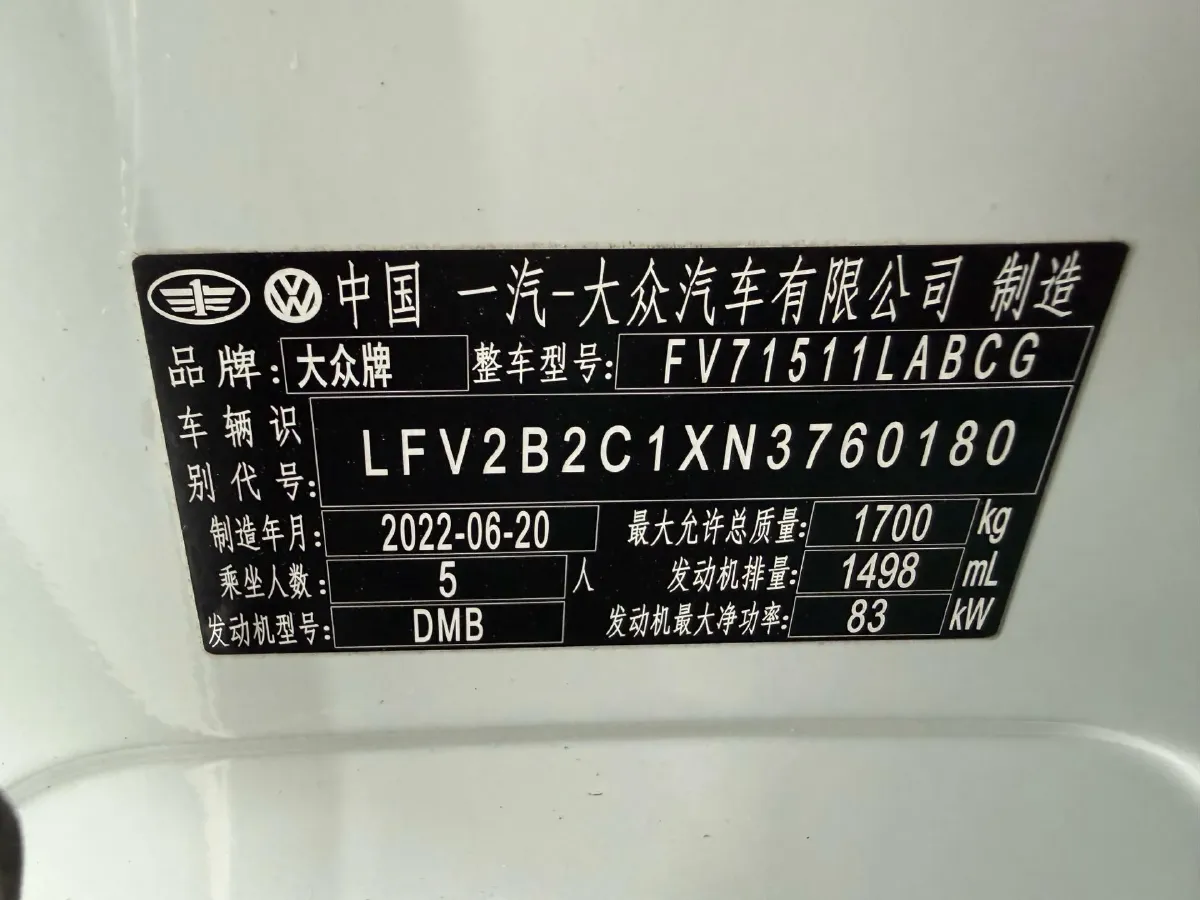 中国 一汽-大众汽车有限公司 制造
品牌: 大众牌 整车型号: FV71511LABCG
车辆识别代号: LFV2B2C1XN3760180
制造年月: 2022-06-20 最大允许总质量: 1700 kg
乘坐人数: 5 人 发动机排量: 1498 mL
发动机型号: DMB 发动机最大净功率: 83 kW